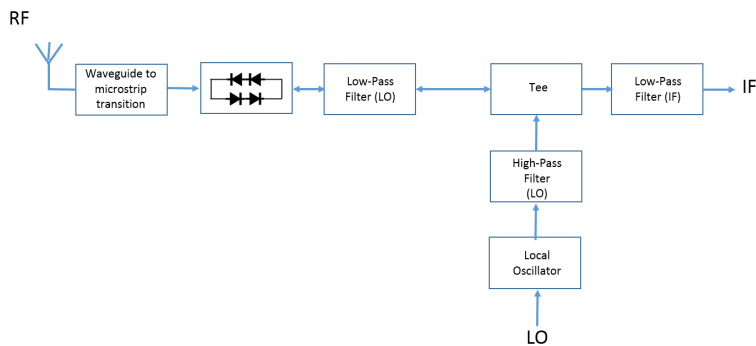 RF
Waveguide to
microstrip
transition
Low-Pass
Filter (LO)
Tee
Low-Pass
Filter (IF)
IF
High-Pass
Filter
(LO)
Local
Oscillator
LO